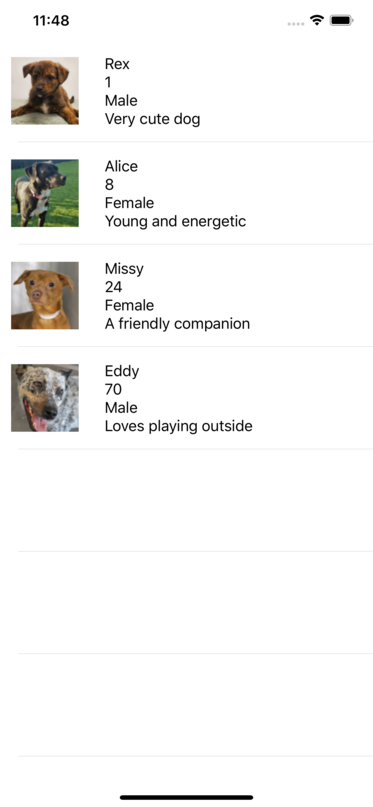 11:48
Rex
1
Male
Very cute dog
Alice
8
Female
Young and energetic
Missy
24
Female
A friendly companion
Eddy
70
Male
Loves playing outside